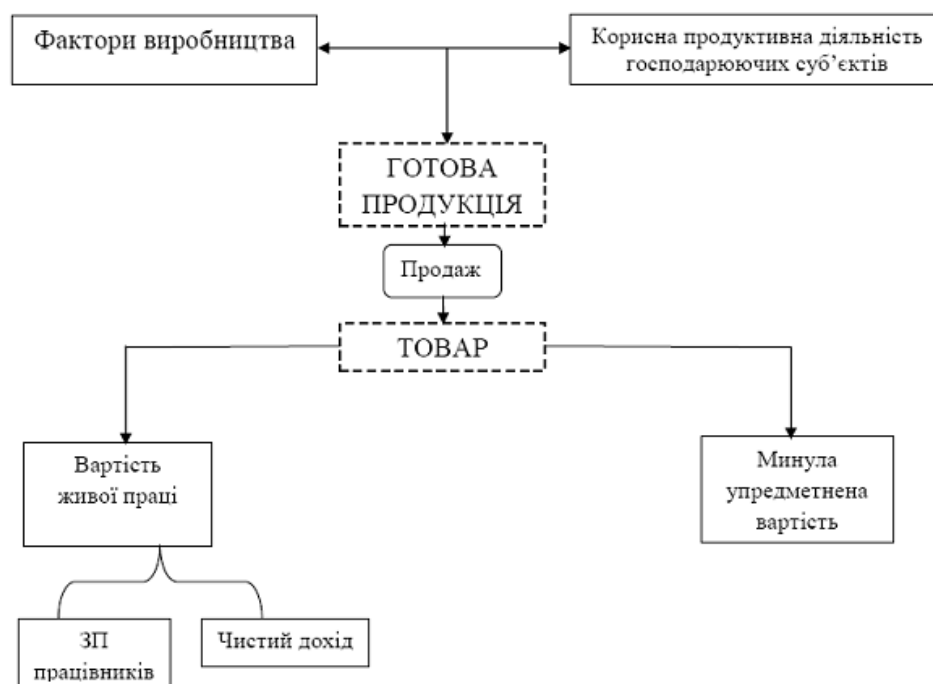 Фактори виробництва
Корисна продуктивна діяльність
господарюючих суб’єктів
ГОТОВА
ПРОДУКЦІЯ
Продаж
ТОВАР
Вартість
живої праці
Минула
упредметнена
вартість
ЗП
працівників
Чистий дохід